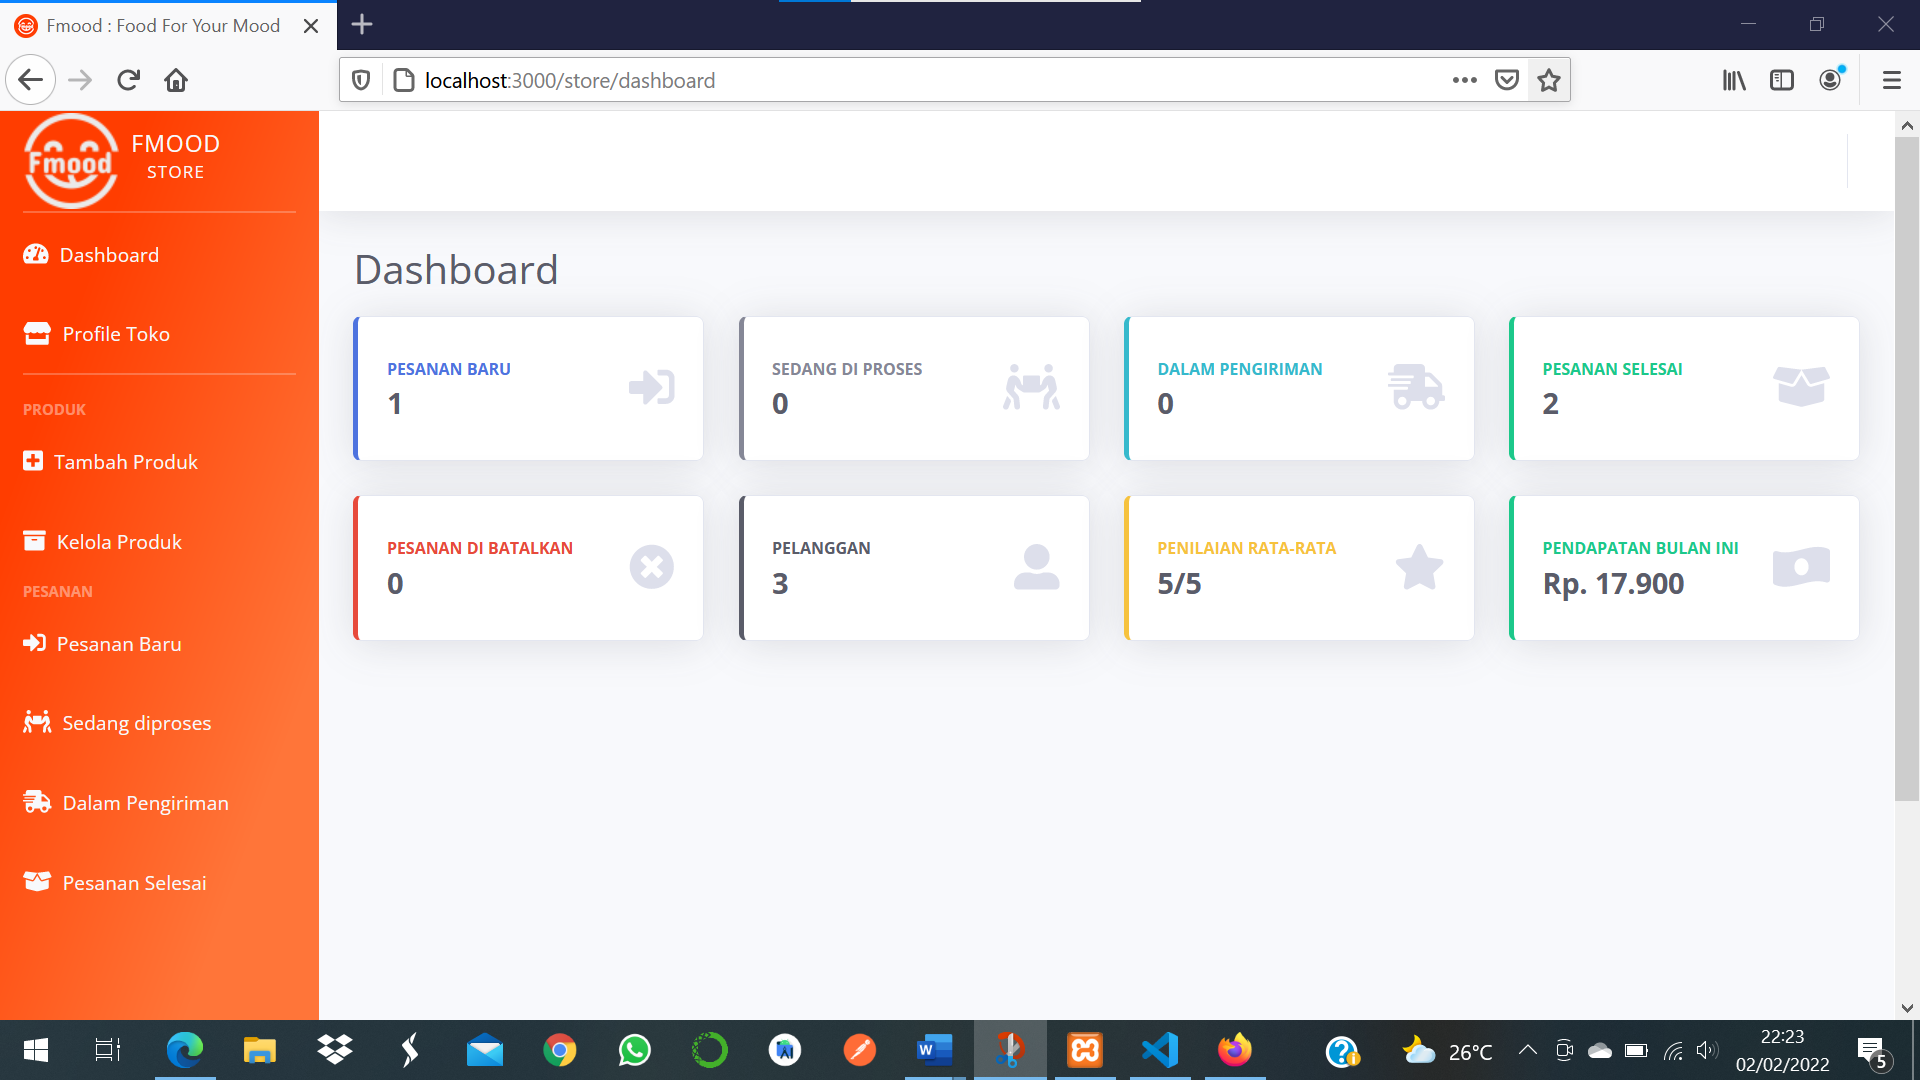 Fmood : Food For Your Mood
localhost:3000/store/dashboard
Fmood
FMOOD
STORE
Dashboard
Profile Toko
PRODUK
Tambah Produk
Kelola Produk
PESANAN
Pesanan Baru
Sedang diproses
Dalam Pengiriman
Pesanan Selesai
Dashboard
PESANAN BARU
1
SEDANG DI PROSES
0
DALAM PENGIRIMAN
0
PESANAN SELESAI
2
PESANAN DI BATALKAN
0
PELANGGAN
3
PENILAIAN RATA-RATA
5/5
PENDAPATAN BULAN INI
Rp. 17.900
26°C
22:23
02/02/2022
5